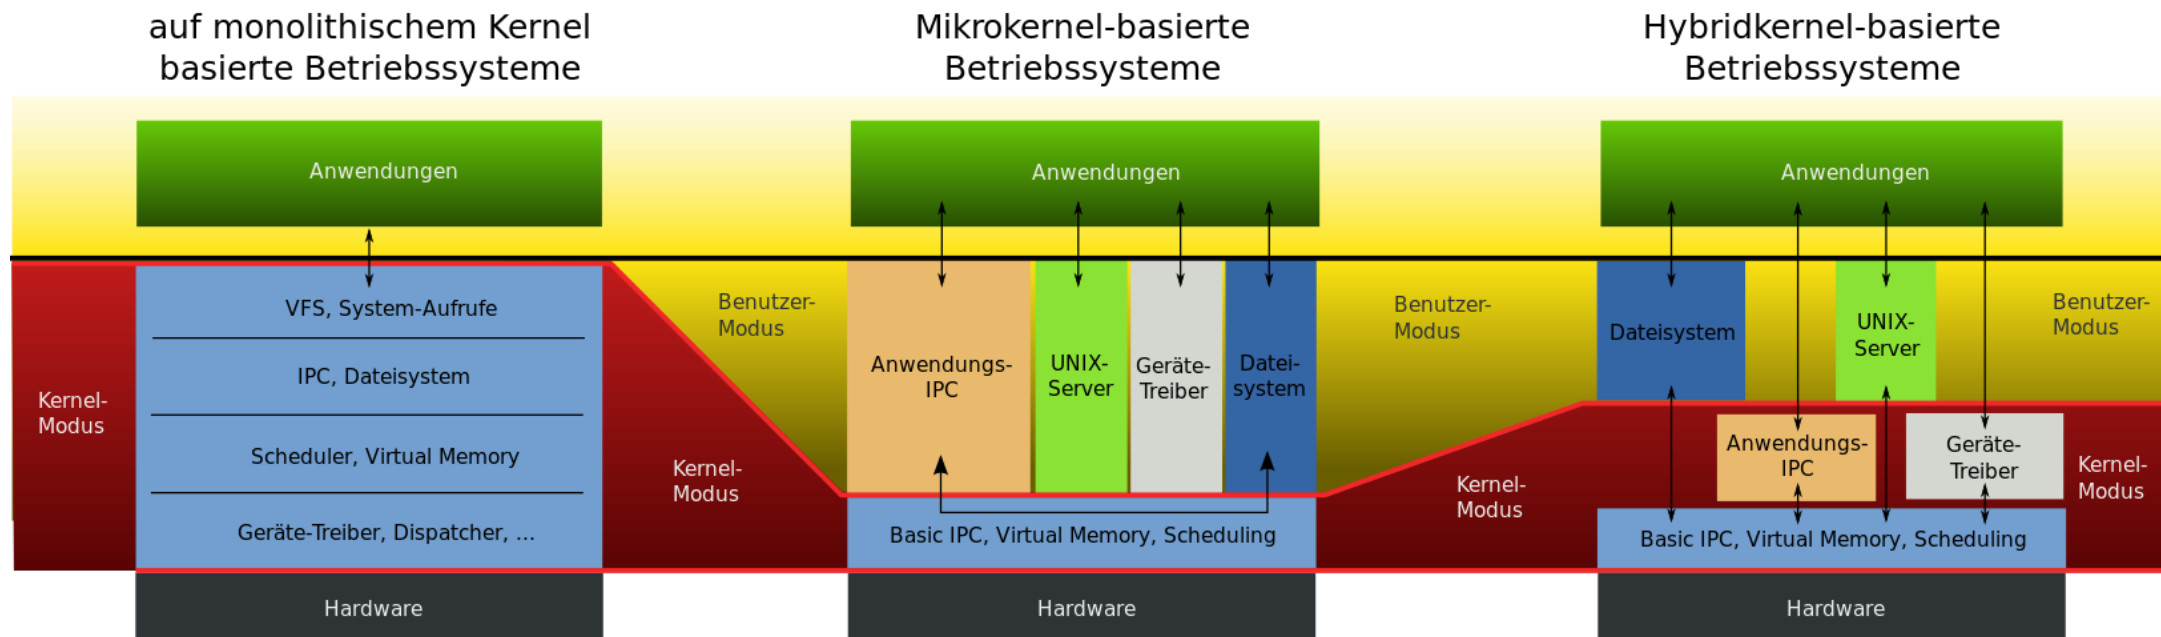 auf monolithischem Kernel
basierte Betriebssysteme
Anwendungen
VFS, System-Aufrufe
IPC, Dateisystem
Scheduler, Virtual Memory
Geräte-Treiber, Dispatcher, ...
Hardware
Kernel-
Modus
Benutzer-
Modus
Kernel-
Modus
Mikrokernel-basierte
Betriebssysteme
Anwendungen
Anwendungs-
IPC
UNIX-
Server
Geräte-
Treiber
Datei-
system
Basic IPC, Virtual Memory, Scheduling
Hardware
Benutzer-
Modus
Kernel-
Modus
Hybridkernel-basierte
Betriebssysteme
Anwendungen
Dateisystem
UNIX-
Server
Anwendungs-
IPC
Geräte-
Treiber
Basic IPC, Virtual Memory, Scheduling
Hardware
Benutzer-
Modus
Kernel-
Modus